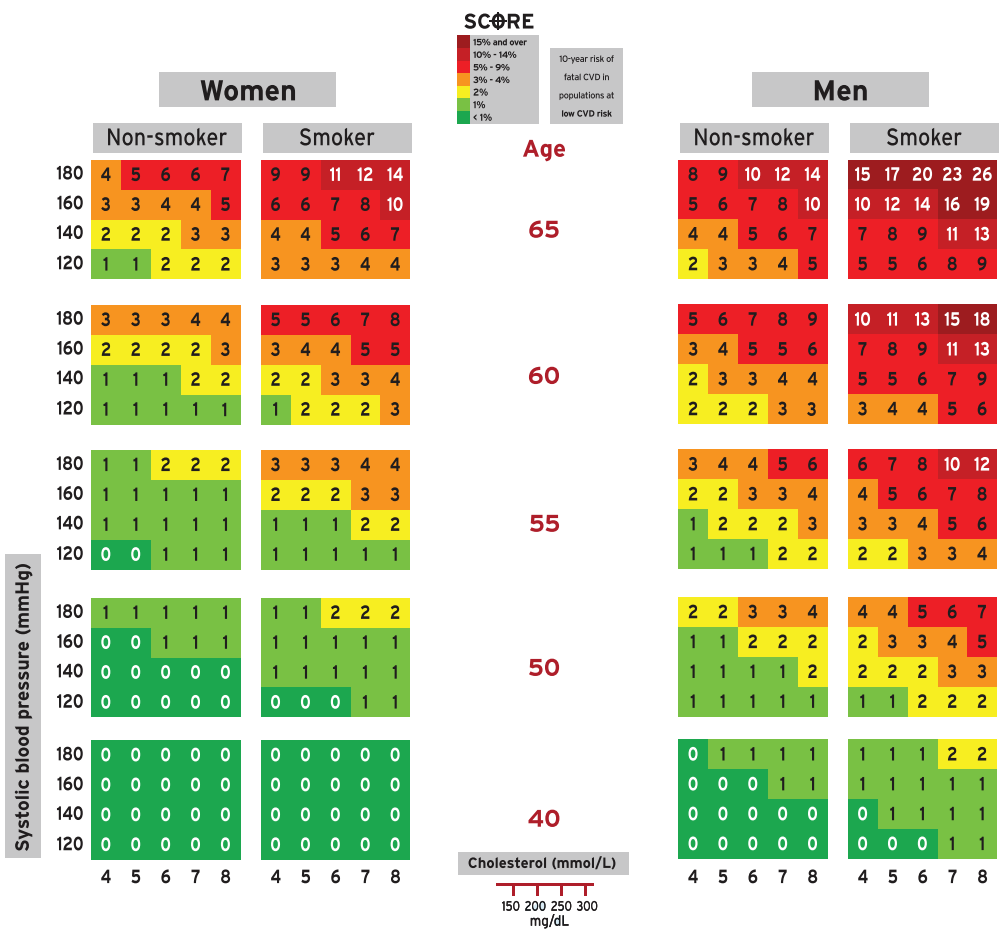 SCORE
15% and over
10% - 14%
5% - 9%
3% - 4%
2%
1%
< 1%
10-year risk of
fatal CVD in
populations at
low CVD risk
Women
Men
Non-smoker Smoker Age Non-smoker Smoker
180 4 5 6 6 7 9 9 11 12 14 8 9 10 12 14 15 17 20 23 26
160 3 3 4 4 5 6 6 7 8 10 5 6 7 8 10 10 12 14 16 19
65
140 2 2 2 3 3 4 4 5 6 7 4 4 5 6 7 7 8 9 11 13
120 1 1 2 2 2 3 3 3 4 4 2 3 3 4 5 5 5 6 8 9
180 3 3 3 4 4 5 5 6 7 8 5 6 7 8 9 10 11 13 15 18
160 2 2 2 2 3 3 4 4 5 5 3 4 5 5 6 7 8 9 11 13
60
140 1 1 1 2 2 2 2 3 3 4 2 3 3 4 4 5 5 6 7 9
120 1 1 1 1 1 1 2 2 2 3 2 2 2 3 3 3 4 4 5 6
180 1 1 2 2 2 3 3 3 4 4 3 4 4 5 6 6 7 8 10 12
160 1 1 1 1 1 2 2 2 3 3 2 2 3 3 4 4 5 6 7 8
55
140 1 1 1 1 1 1 1 1 2 2 1 2 2 2 3 3 3 4 5 6
120 0 0 1 1 1 1 1 1 1 1 1 1 1 2 2 2 2 3 3 4
180 1 1 1 1 1 1 1 2 2 2 2 2 3 3 4 4 4 5 6 7
160 0 0 1 1 1 1 1 1 1 1 1 1 2 2 2 2 3 3 4 5
50
140 0 0 0 0 0 1 1 1 1 1 1 1 1 1 2 2 2 2 3 3
120 0 0 0 0 0 0 0 0 1 1 1 1 1 1 1 1 1 2 2 2
180 0 0 0 0 0 0 0 0 0 0 0 1 1 1 1 1 1 1 2 2
160 0 0 0 0 0 0 0 0 0 0 0 0 0 1 1 1 1 1 1 1
140 0 0 0 0 0 0 0 0 0 0 0 0 0 0 0 0 1 1 1 1
40
120 0 0 0 0 0 0 0 0 0 0 0 0 0 0 0 0 0 0 1 1
4 5 6 7 8 4 5 6 7 8 4 5 6 7 8 4 5 6 7 8
Systolic blood pressure (mmHg)
Cholesterol (mmol/L)
150 200 250 300
mg/dL